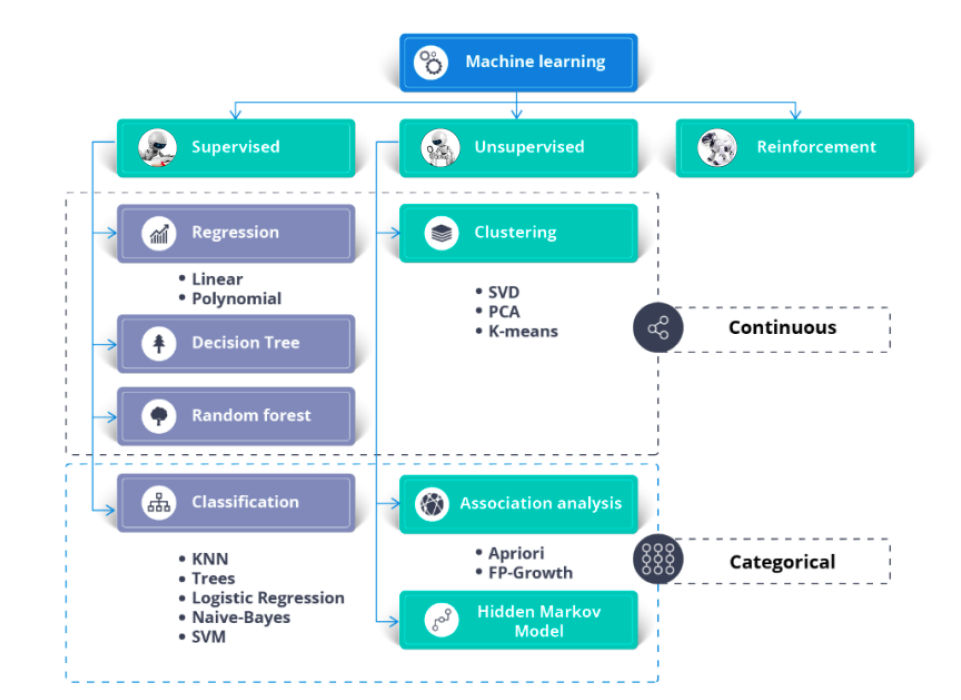 Machine learning
Supervised
Unsupervised
Reinforcement
Regression
• Linear
• Polynomial
Decision Tree
Random forest
Clustering
• SVD
• PCA
• K-means
Continuous
Classification
• KNN
• Trees
• Logistic Regression
• Naive-Bayes
• SVM
Association analysis
• Apriori
• FP-Growth
Hidden Markov
Model
Categorical